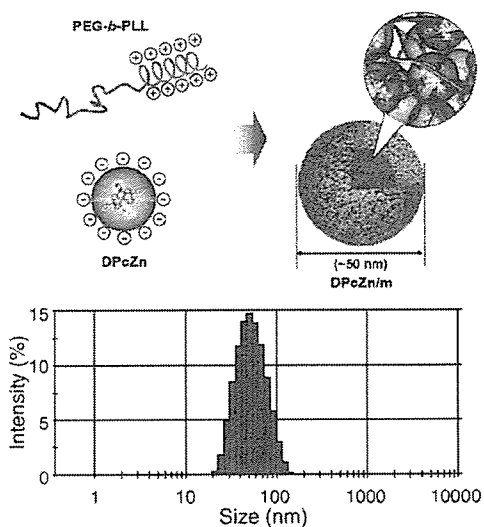 PEG-b-PLL
DPcZn
(~50 nm)
DPcZn/m
Intensity (%)
15
10
5
0
1 10 100 1000 10000
Size (nm)